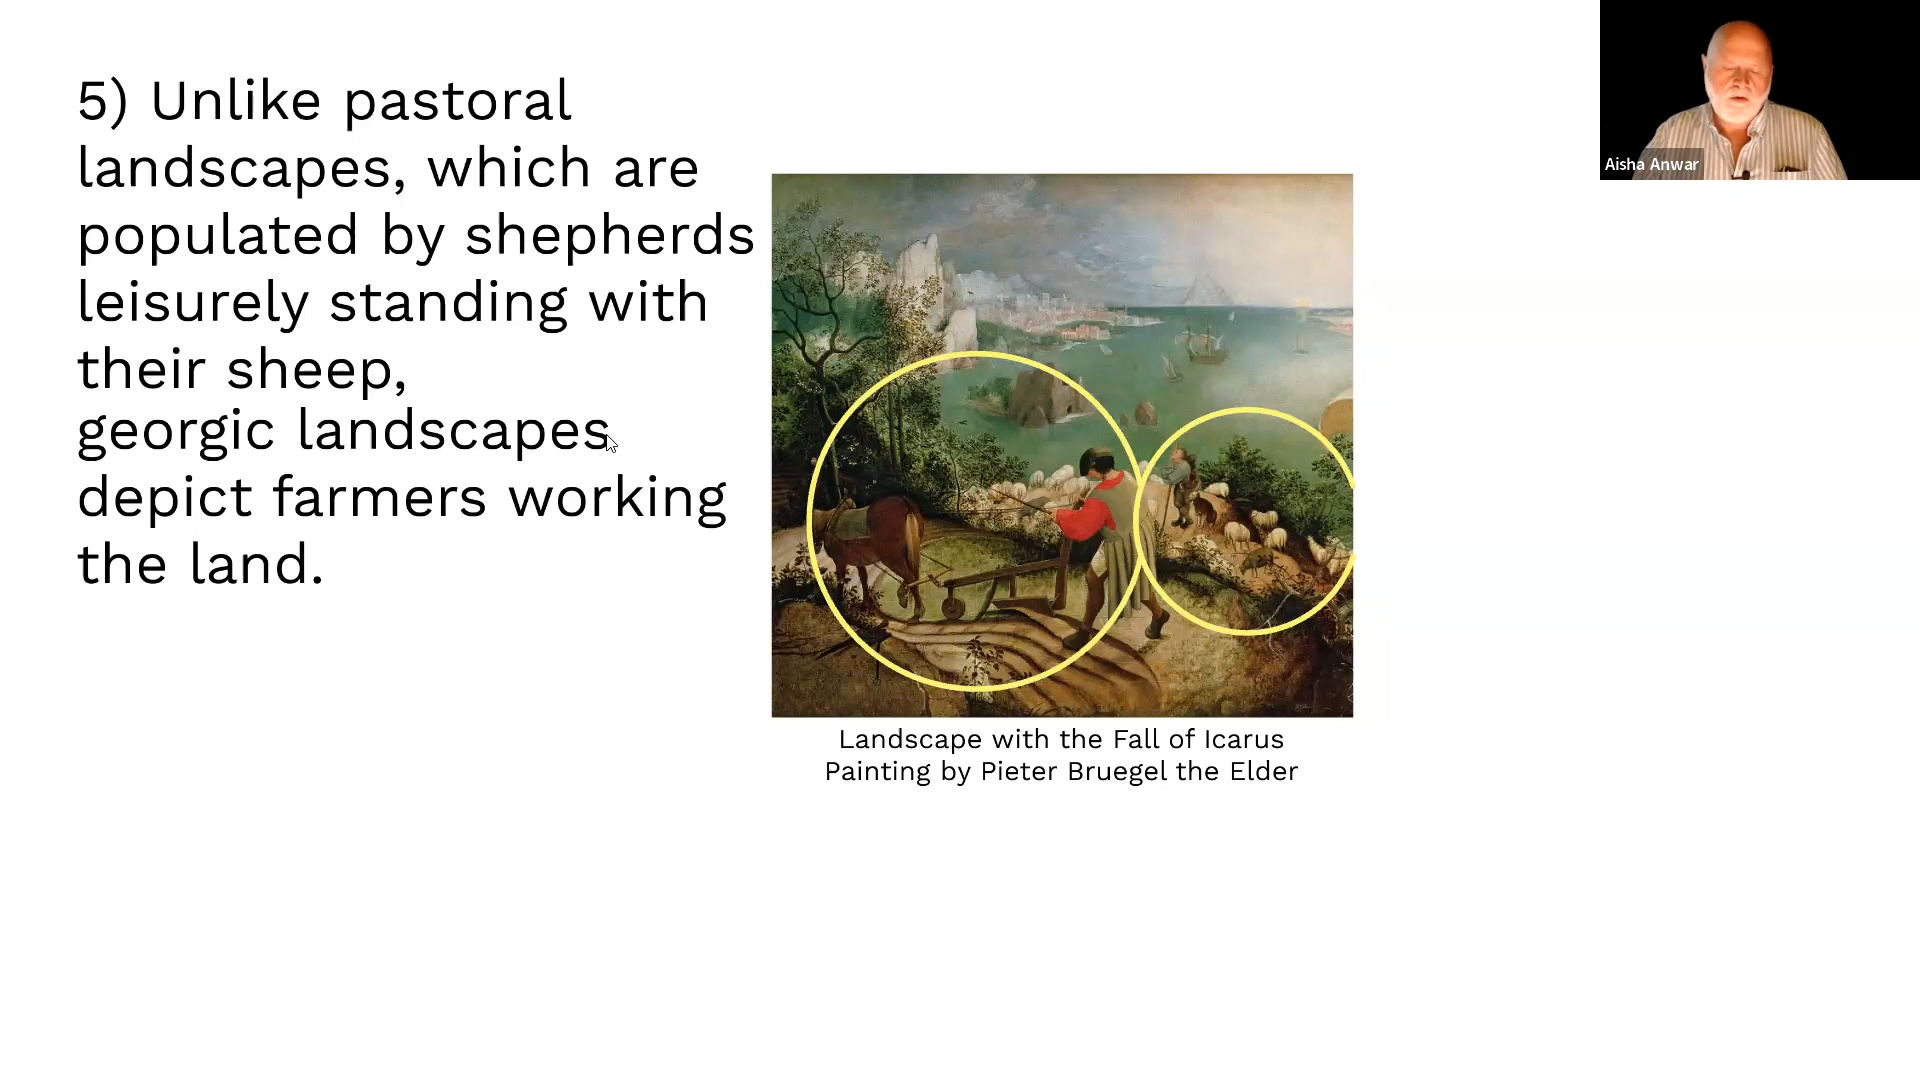 5) Unlike pastoral
landscapes, which are
populated by shepherds
leisurely standing with
their sheep,
georgic landscapes
depict farmers working
the land.
Landscape with the Fall of Icarus
Painting by Pieter Bruegel the Elder
Aisha Anwar